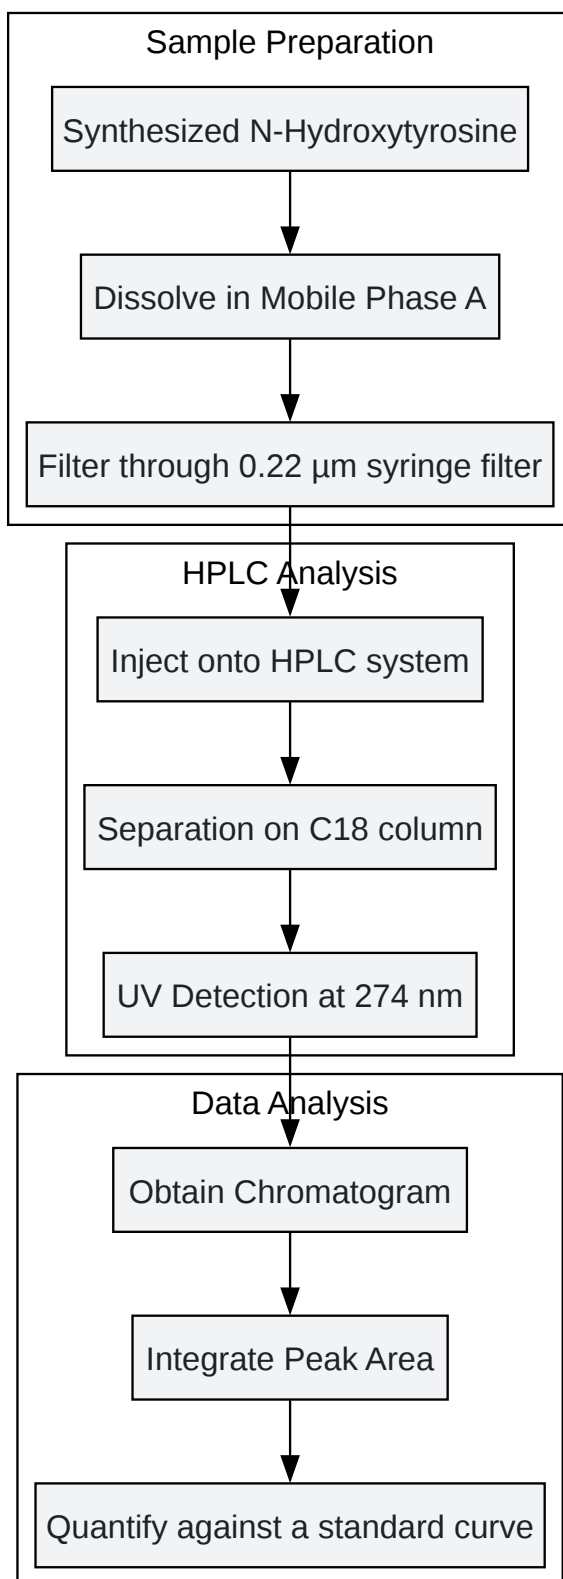 Sample Preparation
Synthesized N-Hydroxytyrosine
Dissolve in Mobile Phase A
Filter through 0.22 µm syringe filter
HPLC Analysis
Inject onto HPLC system
Separation on C18 column
UV Detection at 274 nm
Data Analysis
Obtain Chromatogram
Integrate Peak Area
Quantify against a standard curve